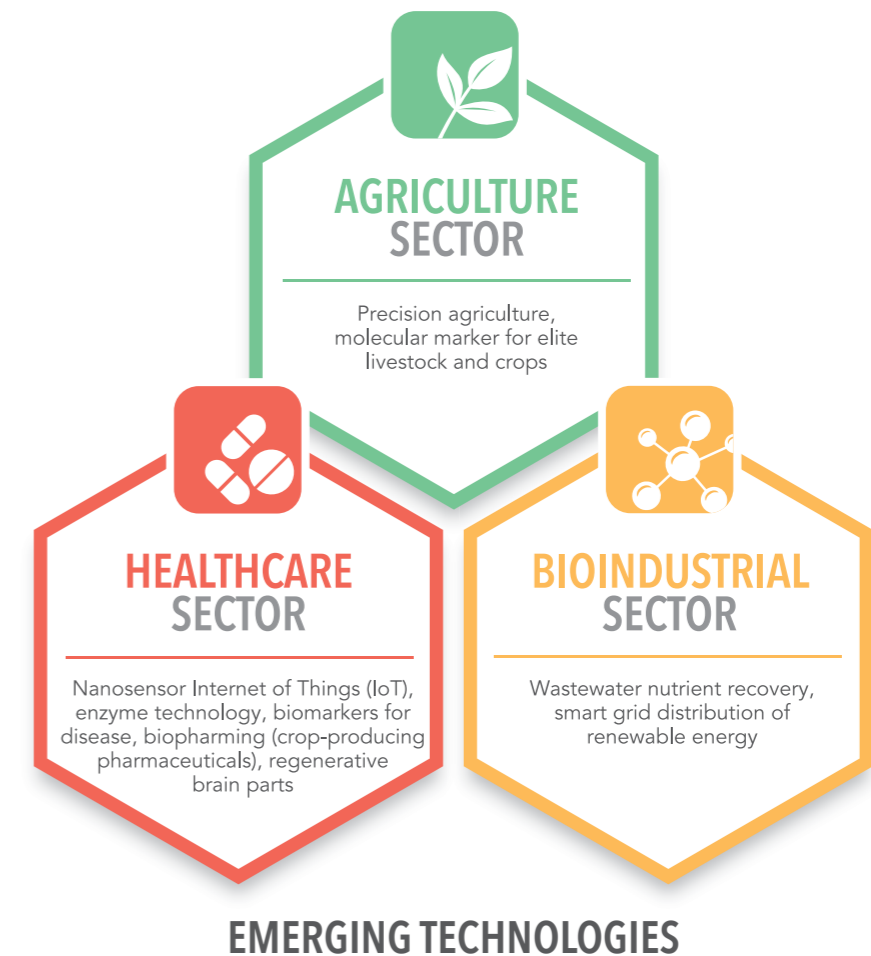 AGRICULTURE
SECTOR
Precision agriculture,
molecular marker for elite
livestock and crops
HEALTHCARE
SECTOR
Nanosensor Internet of Things (IoT),
enzyme technology, biomarkers for
disease, biopharming (crop-producing
pharmaceuticals), regenerative
brain parts
BIOINDUSTRIAL
SECTOR
Wastewater nutrient recovery,
smart grid distribution of
renewable energy
EMERGING TECHNOLOGIES